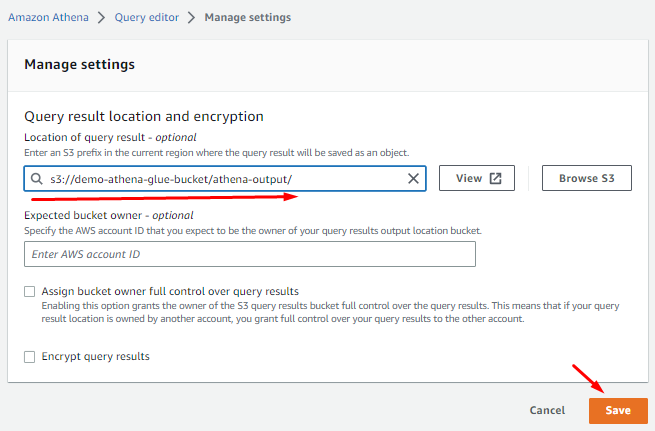 Amazon Athena > Query editor > Manage settings
Manage settings
Query result location and encryption
Location of query result - optional
Enter an S3 prefix in the current region where the query result will be saved as an object.
s3://demo-athena-glue-bucket/athena-output/
View
Browse S3
Expected bucket owner - optional
Specify the AWS account ID that you expect to be the owner of your query results output location bucket.
Enter AWS account ID
Assign bucket owner full control over query results
Enabling this option grants the owner of the S3 query results bucket full control over the query results. This means that if your query
result location is owned by another account, you grant full control over your query results to the other account.
Encrypt query results
Cancel
Save